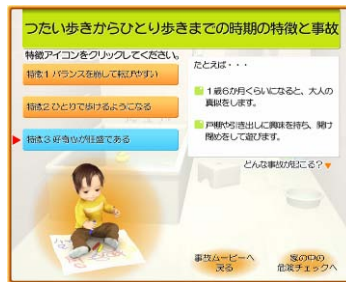 つたい歩きからひとり歩きまでの時期の特徴と事故
特徴アイコンをクリックしてください。
特徴1 バランスを崩して転びやすい
特徴2 ひとりで歩けるようになる
特徴3 好奇心が旺盛である
たとえば・・・
1歳6か月くらいになると、大人の
真似をします。
戸棚や引き出しに興味を持ち、開け
閉めをして遊びます。
どんな事故が起こる?
事故ムービーへ
戻る
家の中の
危険チェックへ